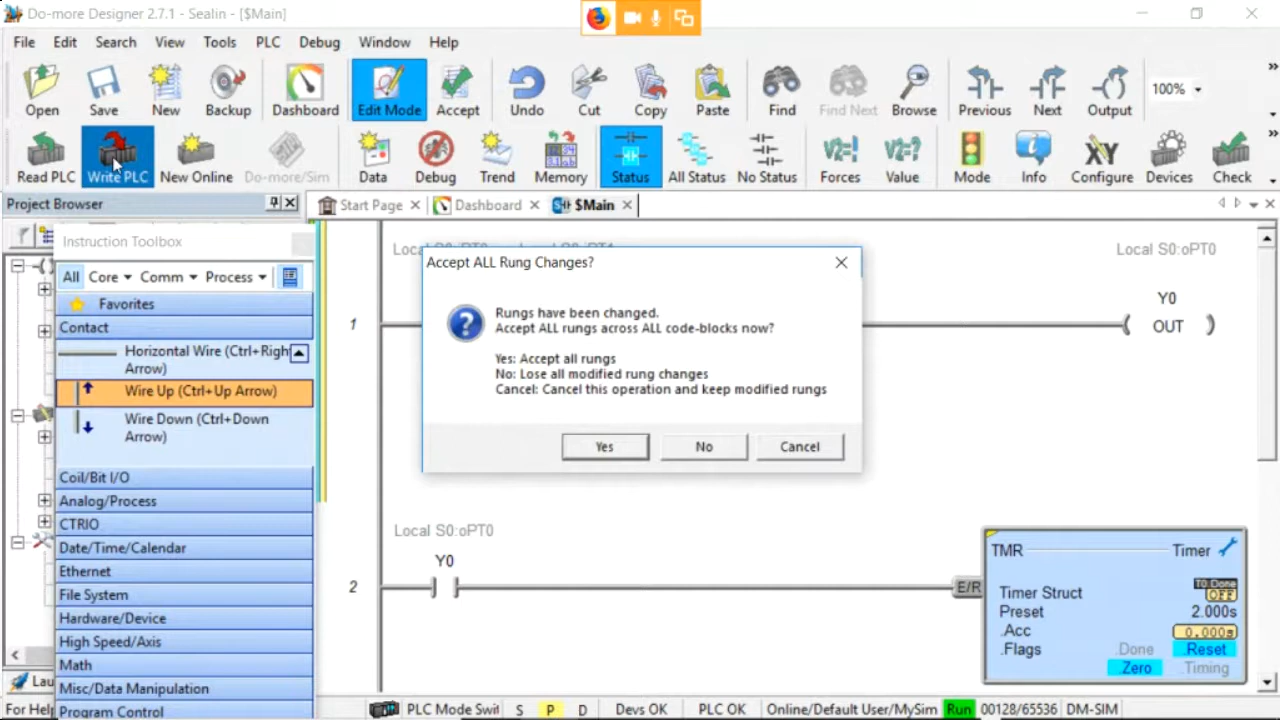 Do-more Designer 2.7.1 - Sealin - [$Main]
File Edit Search View Tools PLC Debug Window Help
Open Save New Backup Dashboard Edit Mode Accept Undo Cut Copy Paste Find Find Next Browse Previous Next Output 100%
Read PLC Write PLC New Online Do-more/Sim Data Debug Trend Memory Status All Status No Status Forces Value Mode Info Configure Devices Check
Project Browser
Start Page Dashboard $Main
Instruction Toolbox
All Core Comm Process
Favorites
Contact
Horizontal Wire (Ctrl+Righ
Arrow)
Wire Up (Ctrl+Up Arrow)
Wire Down (Ctrl+Down
Arrow)
Coil/Bit I/O
Analog/Process
CTRIO
Date/Time/Calendar
Ethernet
File System
Hardware/Device
High Speed/Axis
Math
Misc/Data Manipulation
Program Control
Local S0:oPT0
Y0
1
OUT
Accept ALL Rung Changes?
Rungs have been changed.
Accept ALL rungs across ALL code-blocks now?
Yes: Accept all rungs
No: Lose all modified rung changes
Cancel: Cancel this operation and keep modified rungs
Yes No Cancel
Local S0:oPT0
Y0
2
E/R
TMR Timer
Timer Struct T0.Done
OFF
Preset 2.000s
.Acc 0.000s
.Flags .Done .Reset
.Zero .Timing
Lau
For Help PLC Mode Swit S P D Devs OK PLC OK Online/Default User/MySim Run 00128/65536 DM-SIM